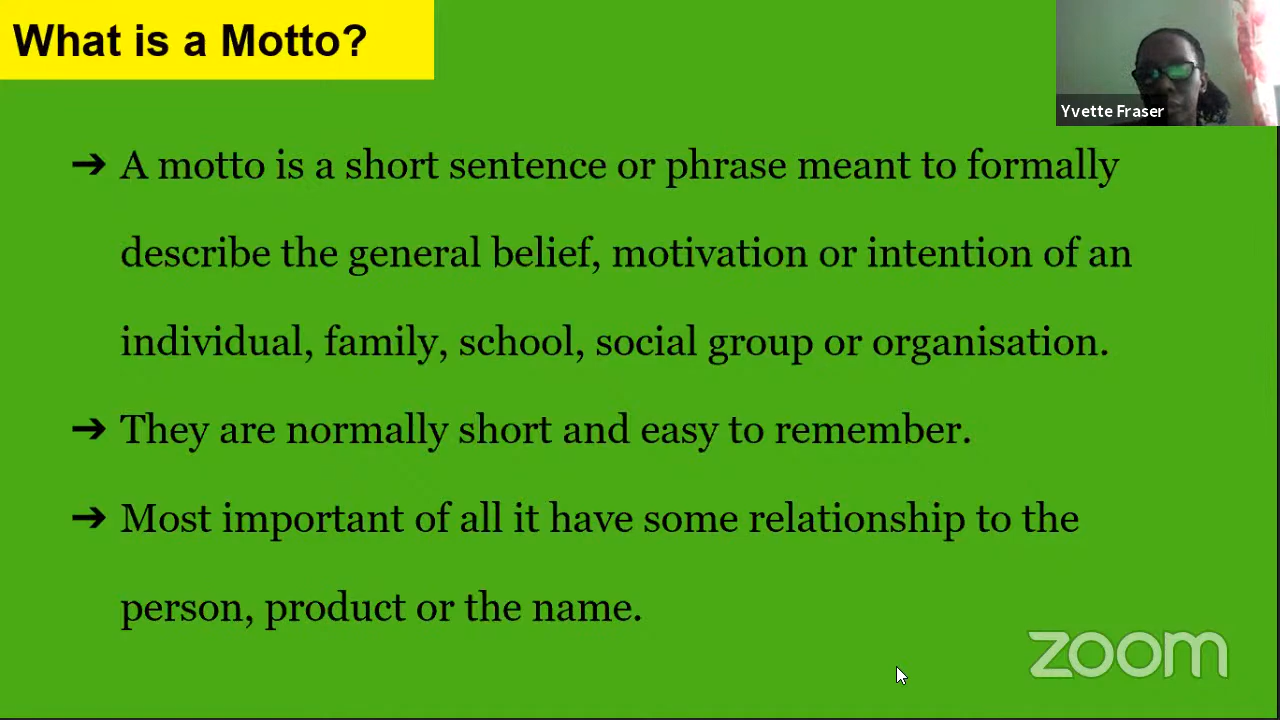 What is a Motto?
Yvette Fraser
➔ A motto is a short sentence or phrase meant to formally
describe the general belief, motivation or intention of an
individual, family, school, social group or organisation.
➔ They are normally short and easy to remember.
➔ Most important of all it have some relationship to the
person, product or the name.
zoom